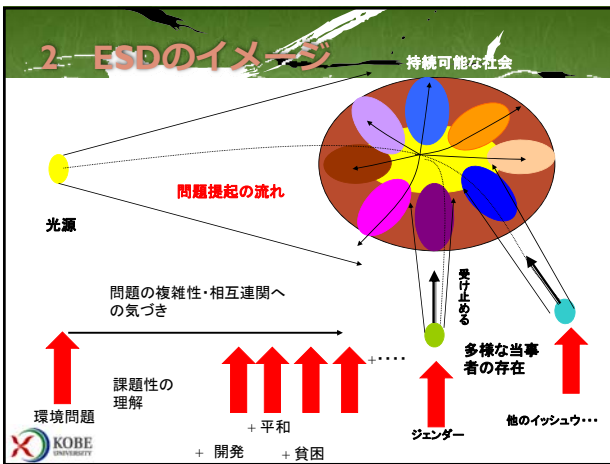 2 ESDのイメージ
持続可能な社会
問題提起の流れ
光源
問題の複雑性・相互連関へ
の気づき
受け止める
多様な当事
者の存在
+・・・・
課題性の
理解
環境問題
+平和
+ 開発
+貧困
ジェンダー
他のイッシュウ・・・
KOBE
UNIVERSITY